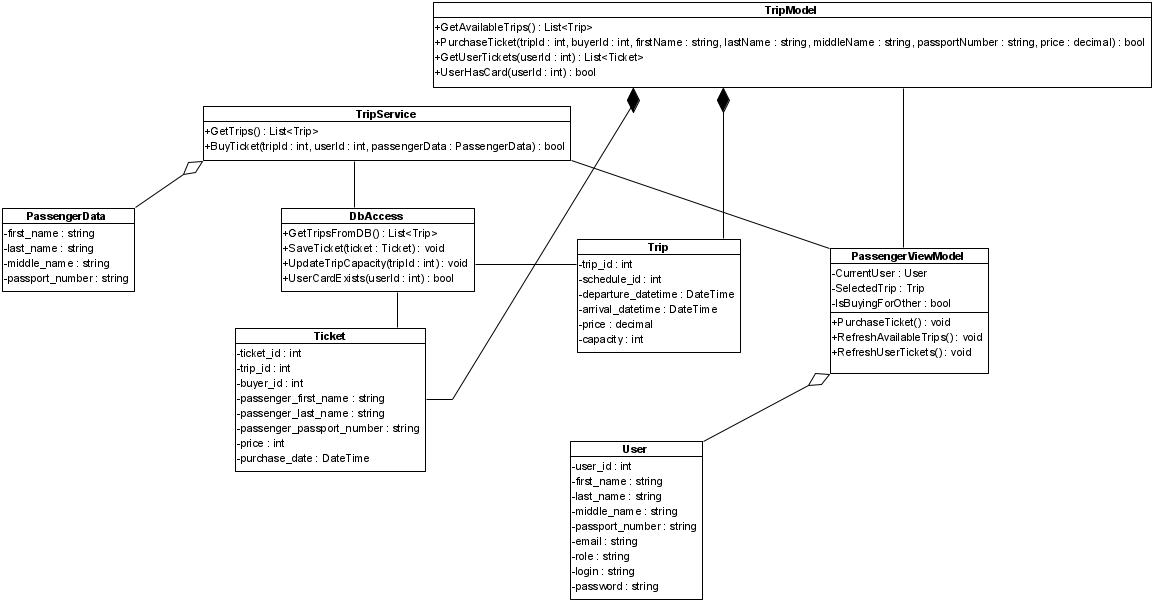 TripModel
+GetAvailableTrips() : List<Trip>
+PurchaseTicket(tripId : int, buyerId : int, firstName : string, lastName : string, middleName : string, passportNumber : string, price : decimal) : bool
+GetUserTickets(userId : int) : List<Ticket>
+UserHasCard(userId : int) : bool
TripService
+GetTrips() : List<Trip>
+BuyTicket(tripId : int, userId : int, passengerData : PassengerData) : bool
PassengerData
-first_name : string
-last_name : string
-middle_name : string
-passport_number : string
DbAccess
+GetTripsFromDB() : List<Trip>
+SaveTicket(ticket : Ticket) : void
+UpdateTripCapacity(tripId : int) : void
+UserCardExists(userId : int) : bool
Trip
-trip_id : int
-schedule_id : int
-departure_datetime : DateTime
-arrival_datetime : DateTime
-price : decimal
-capacity : int
PassengerViewModel
-CurrentUser : User
-SelectedTrip : Trip
-IsBuyingForOther : bool
+PurchaseTicket() : void
+RefreshAvailableTrips() : void
+RefreshUserTickets() : void
Ticket
-ticket_id : int
-trip_id : int
-buyer_id : int
-passenger_first_name : string
-passenger_last_name : string
-passenger_passport_number : string
-price : int
-purchase_date : DateTime
User
-user_id : int
-first_name : string
-last_name : string
-middle_name : string
-passport_number : string
-email : string
-role : string
-login : string
-password : string